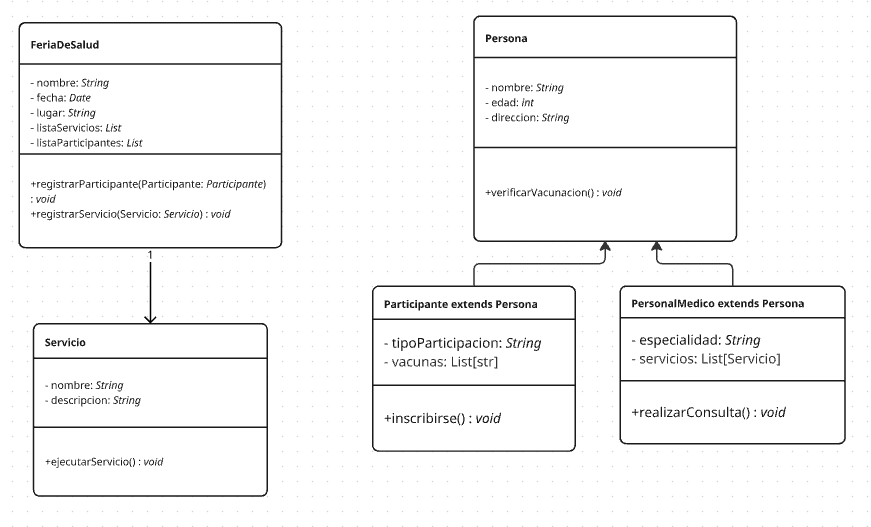 FeriaDeSalud
- nombre: String
- fecha: Date
- lugar: String
- listaServicios: List
- listaParticipantes: List
+registrarParticipante(Participante: Participante)
: void
+registrarServicio(Servicio: Servicio) : void
1
Servicio
- nombre: String
- descripcion: String
+ejecutarServicio() : void
Persona
- nombre: String
- edad: int
- direccion: String
+verificarVacunacion() : void
Participante extends Persona
- tipoParticipacion: String
- vacunas: List[str]
+inscribirse() : void
PersonalMedico extends Persona
- especialidad: String
- servicios: List[Servicio]
+realizarConsulta() : void